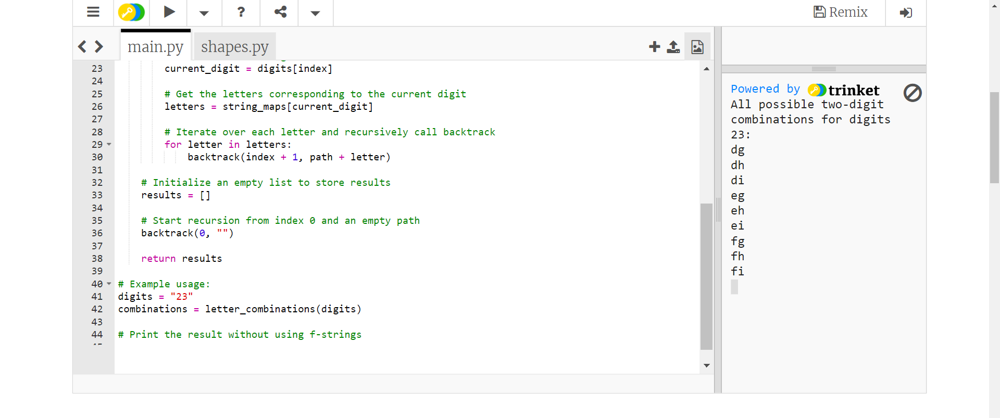 ? Remix
main.py shapes.py
23 current_digit = digits[index]
24
25 # Get the letters corresponding to the current digit
26 letters = string_maps[current_digit]
27
28 # Iterate over each letter and recursively call backtrack
29 for letter in letters:
30 backtrack(index + 1, path + letter)
31
32 # Initialize an empty list to store results
33 results = []
34
35 # Start recursion from index 0 and an empty path
36 backtrack(0, "")
37
38 return results
39
40 # Example usage:
41 digits = "23"
42 combinations = letter_combinations(digits)
43
44 # Print the result without using f-strings
Powered by trinket
All possible two-digit
combinations for digits
23:
dg
dh
di
eg
eh
ei
fg
fh
fi